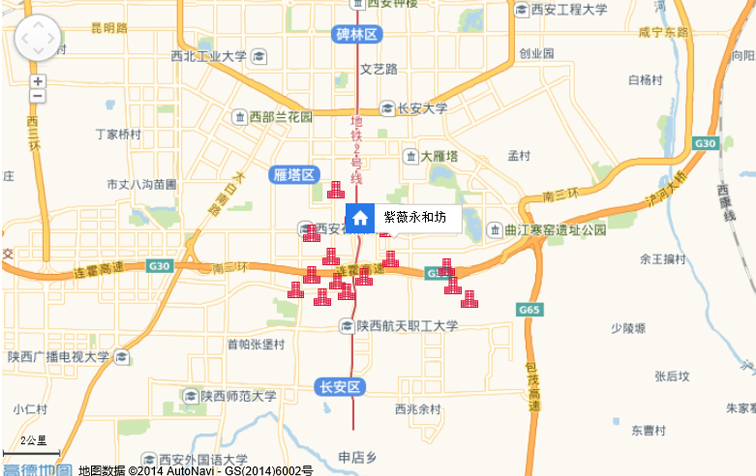 西安钟楼
西安工程大学
碑林区
昆明路
咸宁东路
西北工业大学
创业园
向阳
文艺路
白杨村
西部兰花园
长安大学
西三环
地铁2号线
丁家桥村
G30
大雁塔
孟村
雁塔区
庄
市丈八沟苗圃
太白南路
南三环
浐河大桥
西康线
紫薇永和坊
西安石
曲江寒窑遗址公园
交
连霍高速
G30
南三环
连霍高速
余王扁村
G65
陕西航天职工大学
少陵塬
首帕张堡村
陕西广播电视大学
包茂高速
张后坟
长安区
陕西师范大学
小仁村
西兆余村
朱家寨
东曹村
2公里
申店乡
西安外国语大学
高德地图
地图数据 ©2014 AutoNavi - GS(2014)6002号